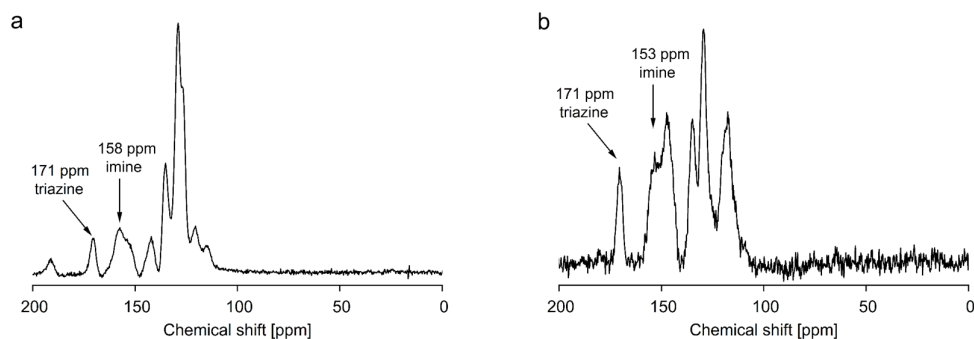 a
171 ppm
triazine
158 ppm
imine
200 150 100 50 0
Chemical shift [ppm]
b
171 ppm
triazine
153 ppm
imine
200 150 100 50 0
Chemical shift [ppm]